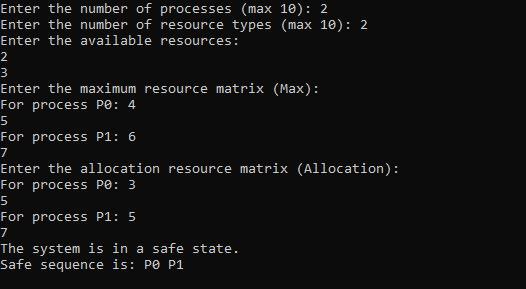 Enter the number of processes (max 10): 2
Enter the number of resource types (max 10): 2
Enter the available resources:
2
3
Enter the maximum resource matrix (Max):
For process P0: 4
5
For process P1: 6
7
Enter the allocation resource matrix (Allocation):
For process P0: 3
5
For process P1: 5
7
The system is in a safe state.
Safe sequence is: P0 P1